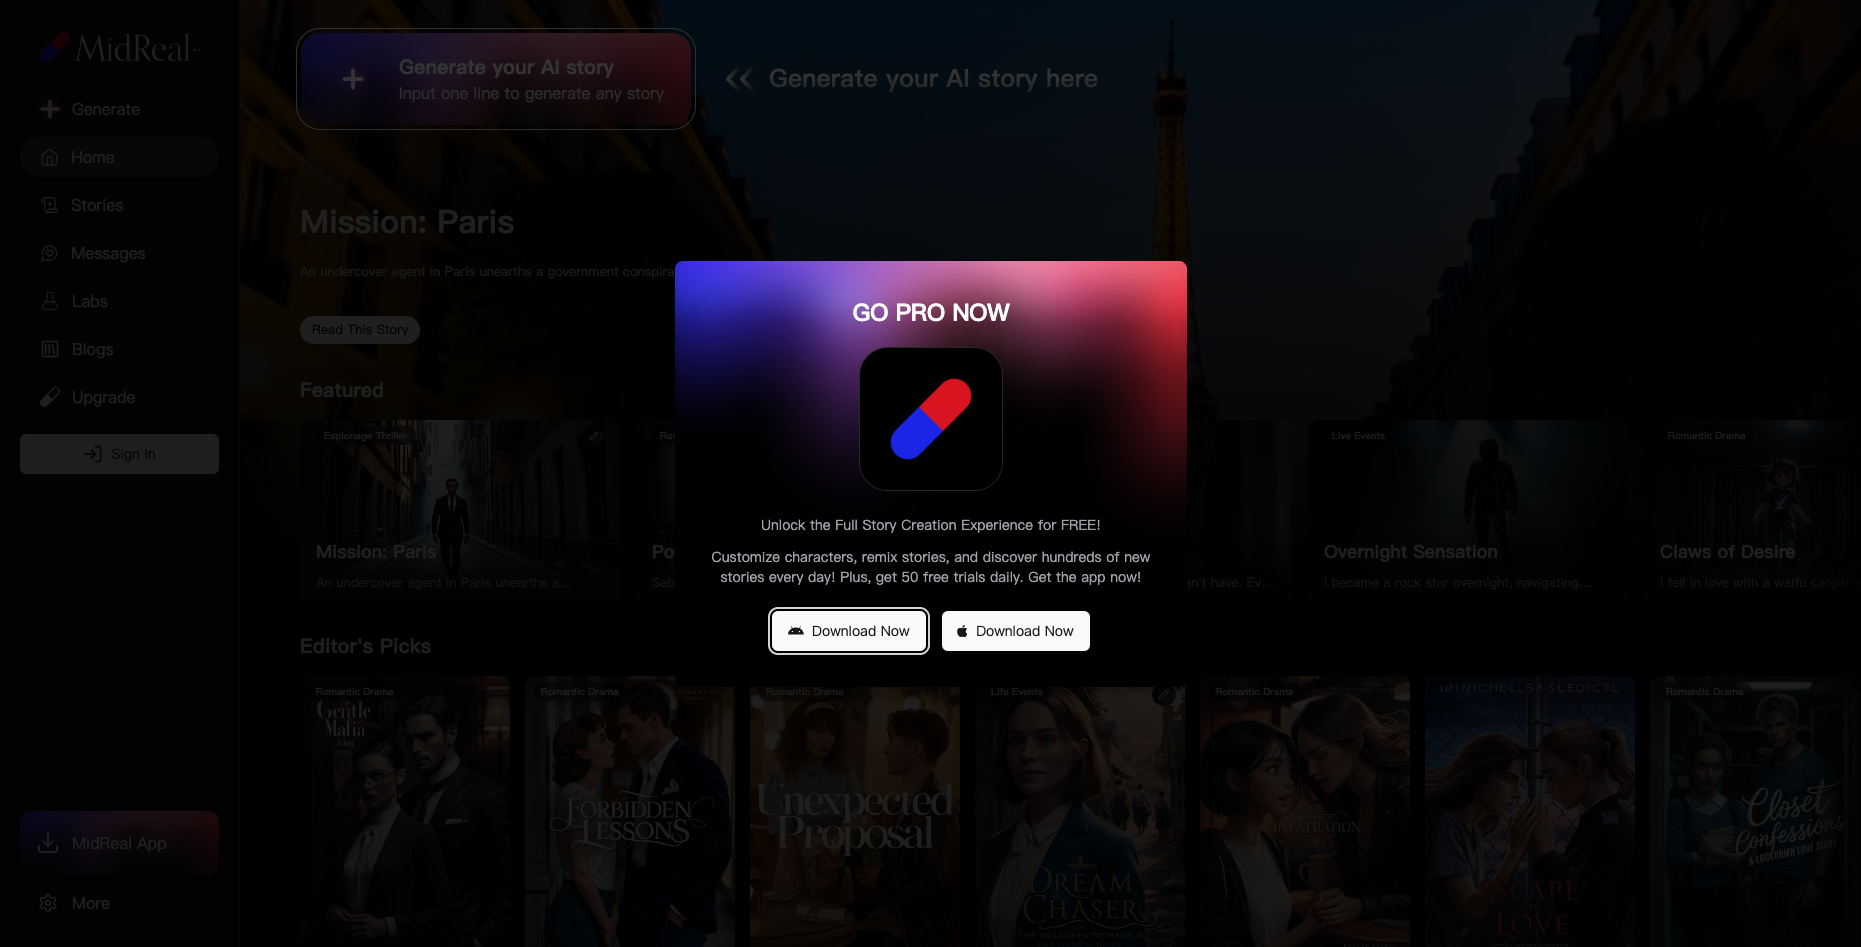 MidReal
Generate
Home
Stories
Messages
Labs
Blogs
Upgrade
Sign In
MidReal App
More
Generate your AI story
Input one line to generate any story
Generate your AI story here
Mission: Paris
An undercover agent in Paris unearths a government
Read This Story
GO PRO NOW
Unlock the Full Story Creation Experience for FREE!
Customize characters, remix stories, and discover hundreds of new
stories every day! Plus, get 50 free trials daily. Get the app now!
Download Now
Download Now
Featured
Espionage Thriller
Mission: Paris
An undercover agent in Paris unearths a...
Live Events
Overnight Sensation
I became a rock star overnight, navigating...
Romantic Drama
Claws of Desire
I fell in love with a waifu catgirl
Editor's Picks
Romantic Drama
Gentle
Mafia
King
Romantic Drama
FORBIDDEN
LESSONS
Romantic Drama
Unexpected
Proposal
Life Events
DREAM
CHASER
THE VILLAGE ENTREPRENEUR
Romantic Drama
INFATUATION
ESCAPE
LOVE
Romantic Drama
Closet
Confessions
A LOCKDOWN LOVE STORY